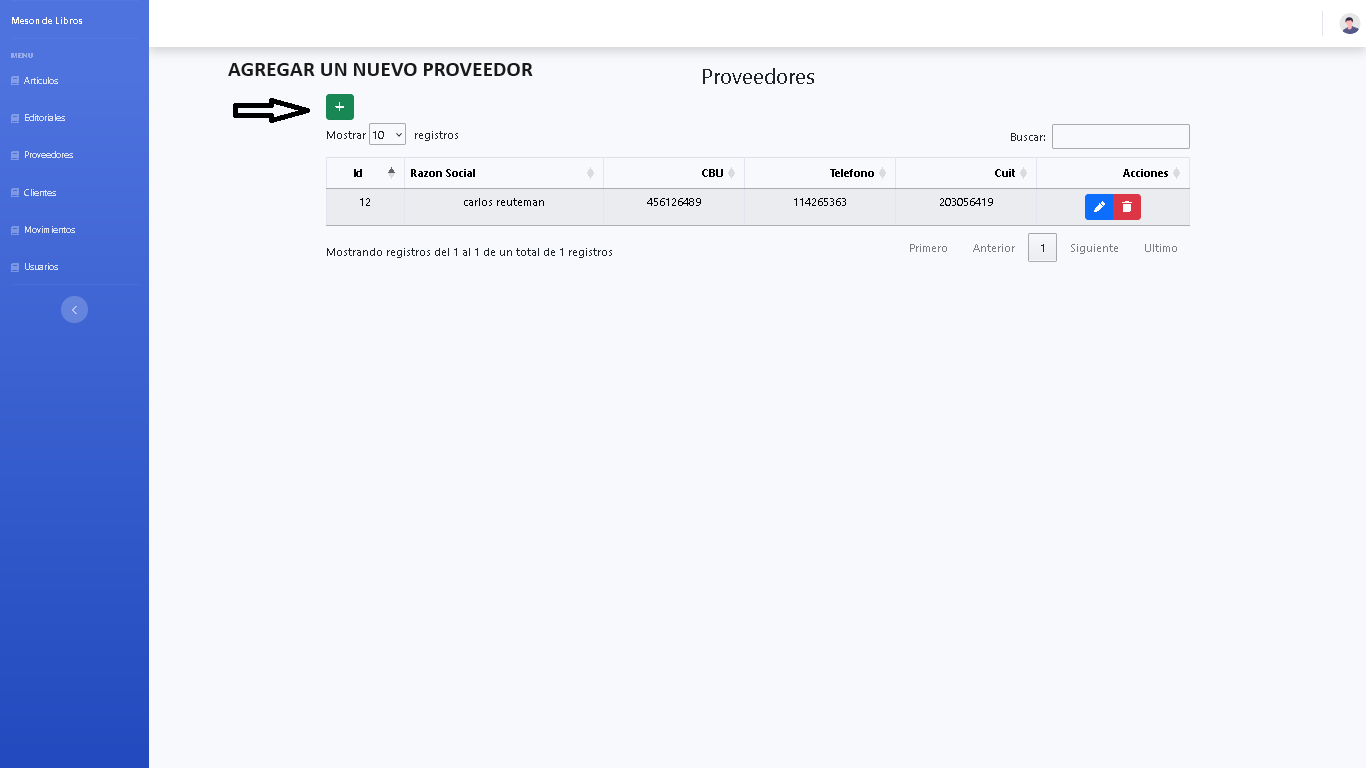 Meson de Libros
MENU
Articulos
Editoriales
Proveedores
Clientes
Movimientos
Usuarios
AGREGAR UN NUEVO PROVEEDOR
Proveedores
+
Mostrar 10 registros
Buscar:
Id Razon Social CBU Telefono Cuit Acciones
12 carlos reuteman 456126489 114265363 203056419
Mostrando registros del 1 al 1 de un total de 1 registros
Primero Anterior 1 Siguiente Ultimo